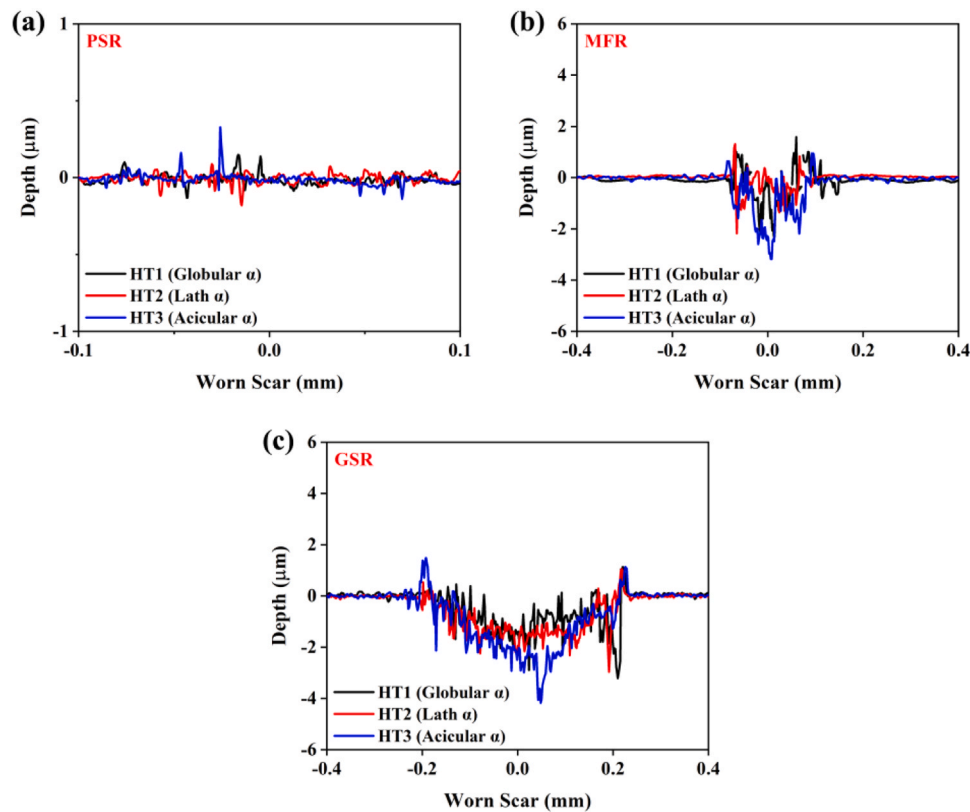 (a)
PSR
1
0
-1
Depth (μm)
HT1 (Globular α)
HT2 (Lath α)
HT3 (Acicular α)
-0.1 0.0 0.1
Worn Scar (mm)
(b)
MFR
6
4
2
0
-2
-4
-6
Depth (μm)
HT1 (Globular α)
HT2 (Lath α)
HT3 (Acicular α)
-0.4 -0.2 0.0 0.2 0.4
Worn Scar (mm)
(c)
GSR
6
4
2
0
-2
-4
-6
Depth (μm)
HT1 (Globular α)
HT2 (Lath α)
HT3 (Acicular α)
-0.4 -0.2 0.0 0.2 0.4
Worn Scar (mm)